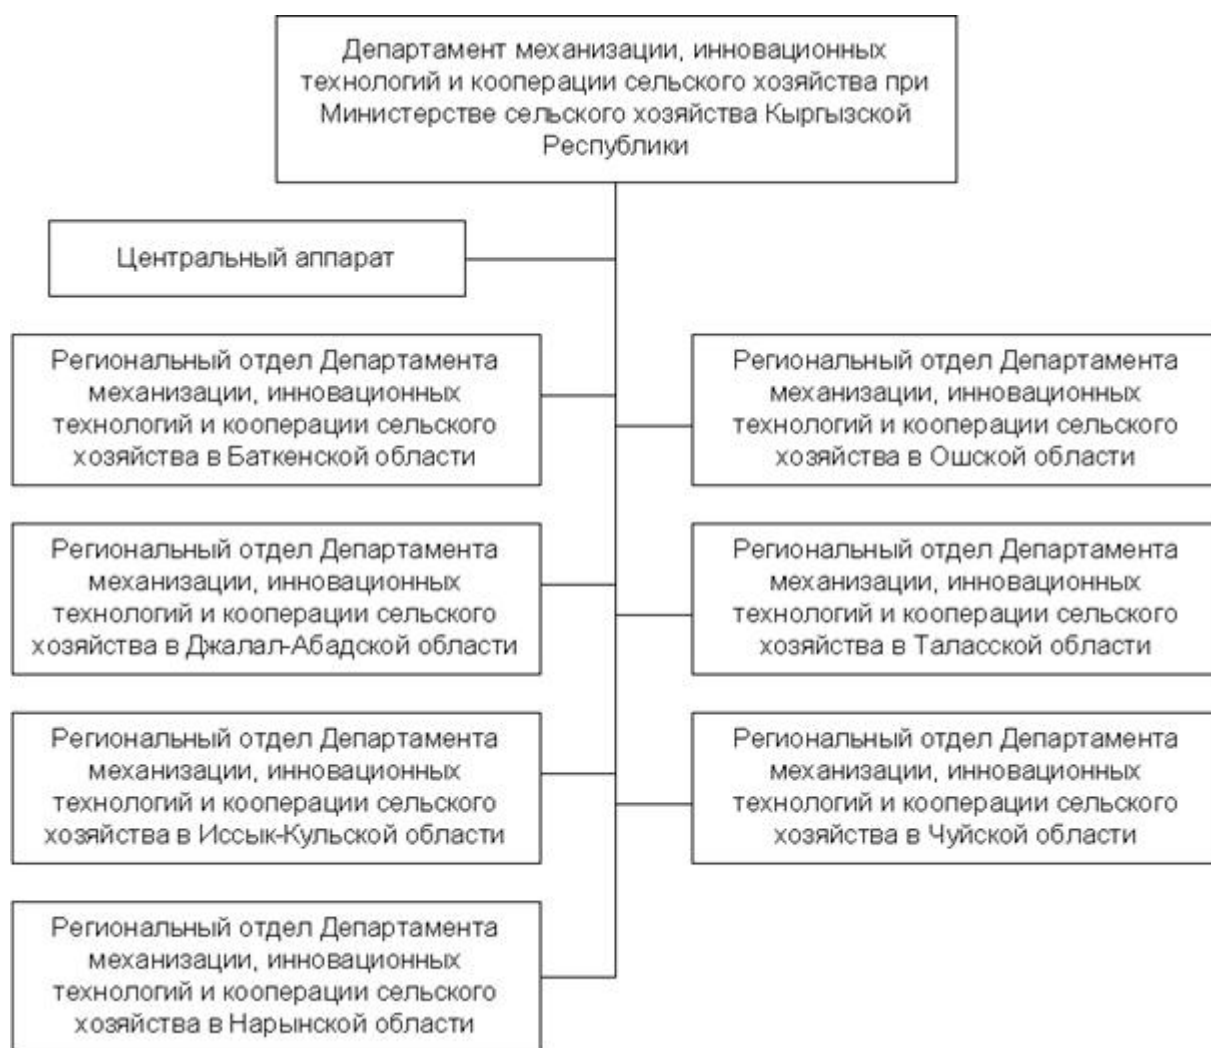 Департамент механизации, инновационных
технологий и кооперации сельского хозяйства при
Министерстве сельского хозяйства Кыргызской
Республики
Центральный аппарат
Региональный отдел Департамента
механизации, инновационных
технологий и кооперации сельского
хозяйства в Баткенской области
Региональный отдел Департамента
механизации, инновационных
технологий и кооперации сельского
хозяйства в Ошской области
Региональный отдел Департамента
механизации, инновационных
технологий и кооперации сельского
хозяйства в Джалал-Абадской области
Региональный отдел Департамента
механизации, инновационных
технологий и кооперации сельского
хозяйства в Таласской области
Региональный отдел Департамента
механизации, инновационных
технологий и кооперации сельского
хозяйства в Иссык-Кульской области
Региональный отдел Департамента
механизации, инновационных
технологий и кооперации сельского
хозяйства в Чуйской области
Региональный отдел Департамента
механизации, инновационных
технологий и кооперации сельского
хозяйства в Нарынской области